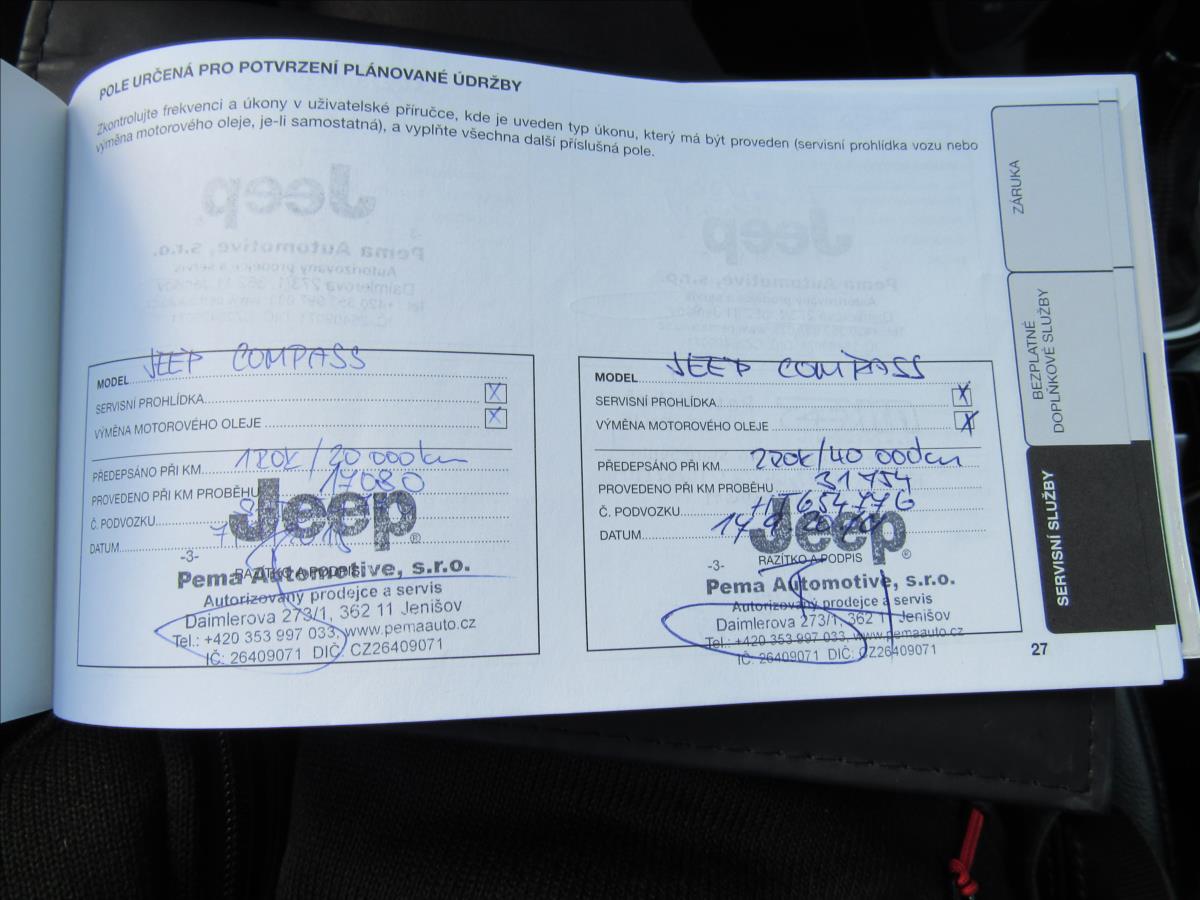 POLE URČENÁ PRO POTVRZENÍ PLÁNOVANÉ ÚDRŽBY
Zkontrolujte frekvenci a úkony v uživatelské příručce, kde je uveden typ úkonu, který má být proveden (servisní prohlídka vozu nebo
výměna motorového oleje, je-li samostatná), a vyplňte všechna další příslušná pole.
MODEL JEEP COMPASS
SERVISNÍ PROHLÍDKA X
VÝMĚNA MOTOROVÉHO OLEJE X
PŘEDEPSÁNO PŘI KM 1 ROK/20 000km
PROVEDENO PŘI KM PROBĚHU 17080
Č. PODVOZKU
DATUM
Jeep®
-3- RAZÍTKO A PODPIS
Pema Automotive, s.r.o.
Autorizovaný prodejce a servis
Daimlerova 273/1, 362 11 Jenišov
Tel.: +420 353 997 033, www.pemaauto.cz
IČ: 26409071 DIČ: CZ26409071
MODEL JEEP COMPASS
SERVISNÍ PROHLÍDKA X
VÝMĚNA MOTOROVÉHO OLEJE X
PŘEDEPSÁNO PŘI KM 2 ROK/40 000km
PROVEDENO PŘI KM PROBĚHU 31754
Č. PODVOZKU
DATUM
Jeep®
-3- RAZÍTKO A PODPIS
Pema Automotive, s.r.o.
Autorizovaný prodejce a servis
Daimlerova 273/1, 362 11 Jenišov
Tel.: +420 353 997 033, www.pemaauto.cz
IČ: 26409071 DIČ: CZ26409071
ZÁRUKA
BEZPLATNÉ
DOPLŇKOVÉ SLUŽBY
SERVISNÍ SLUŽBY
27